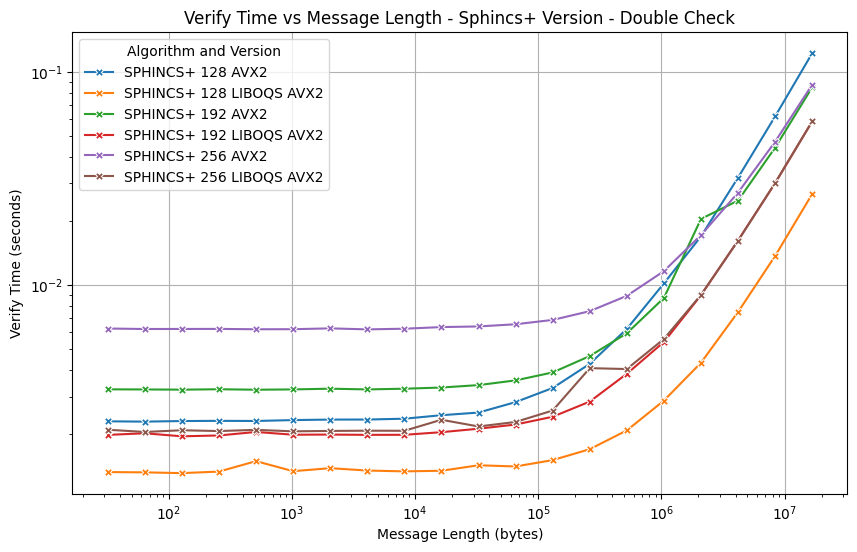 Verify Time vs Message Length - Sphincs+ Version - Double Check
Algorithm and Version
SPHINCS+ 128 AVX2
SPHINCS+ 128 LIBOQS AVX2
SPHINCS+ 192 AVX2
SPHINCS+ 192 LIBOQS AVX2
SPHINCS+ 256 AVX2
SPHINCS+ 256 LIBOQS AVX2
Verify Time (seconds)
10⁻¹
10⁻²
10²
10³
10⁴
10⁵
10⁶
10⁷
Message Length (bytes)